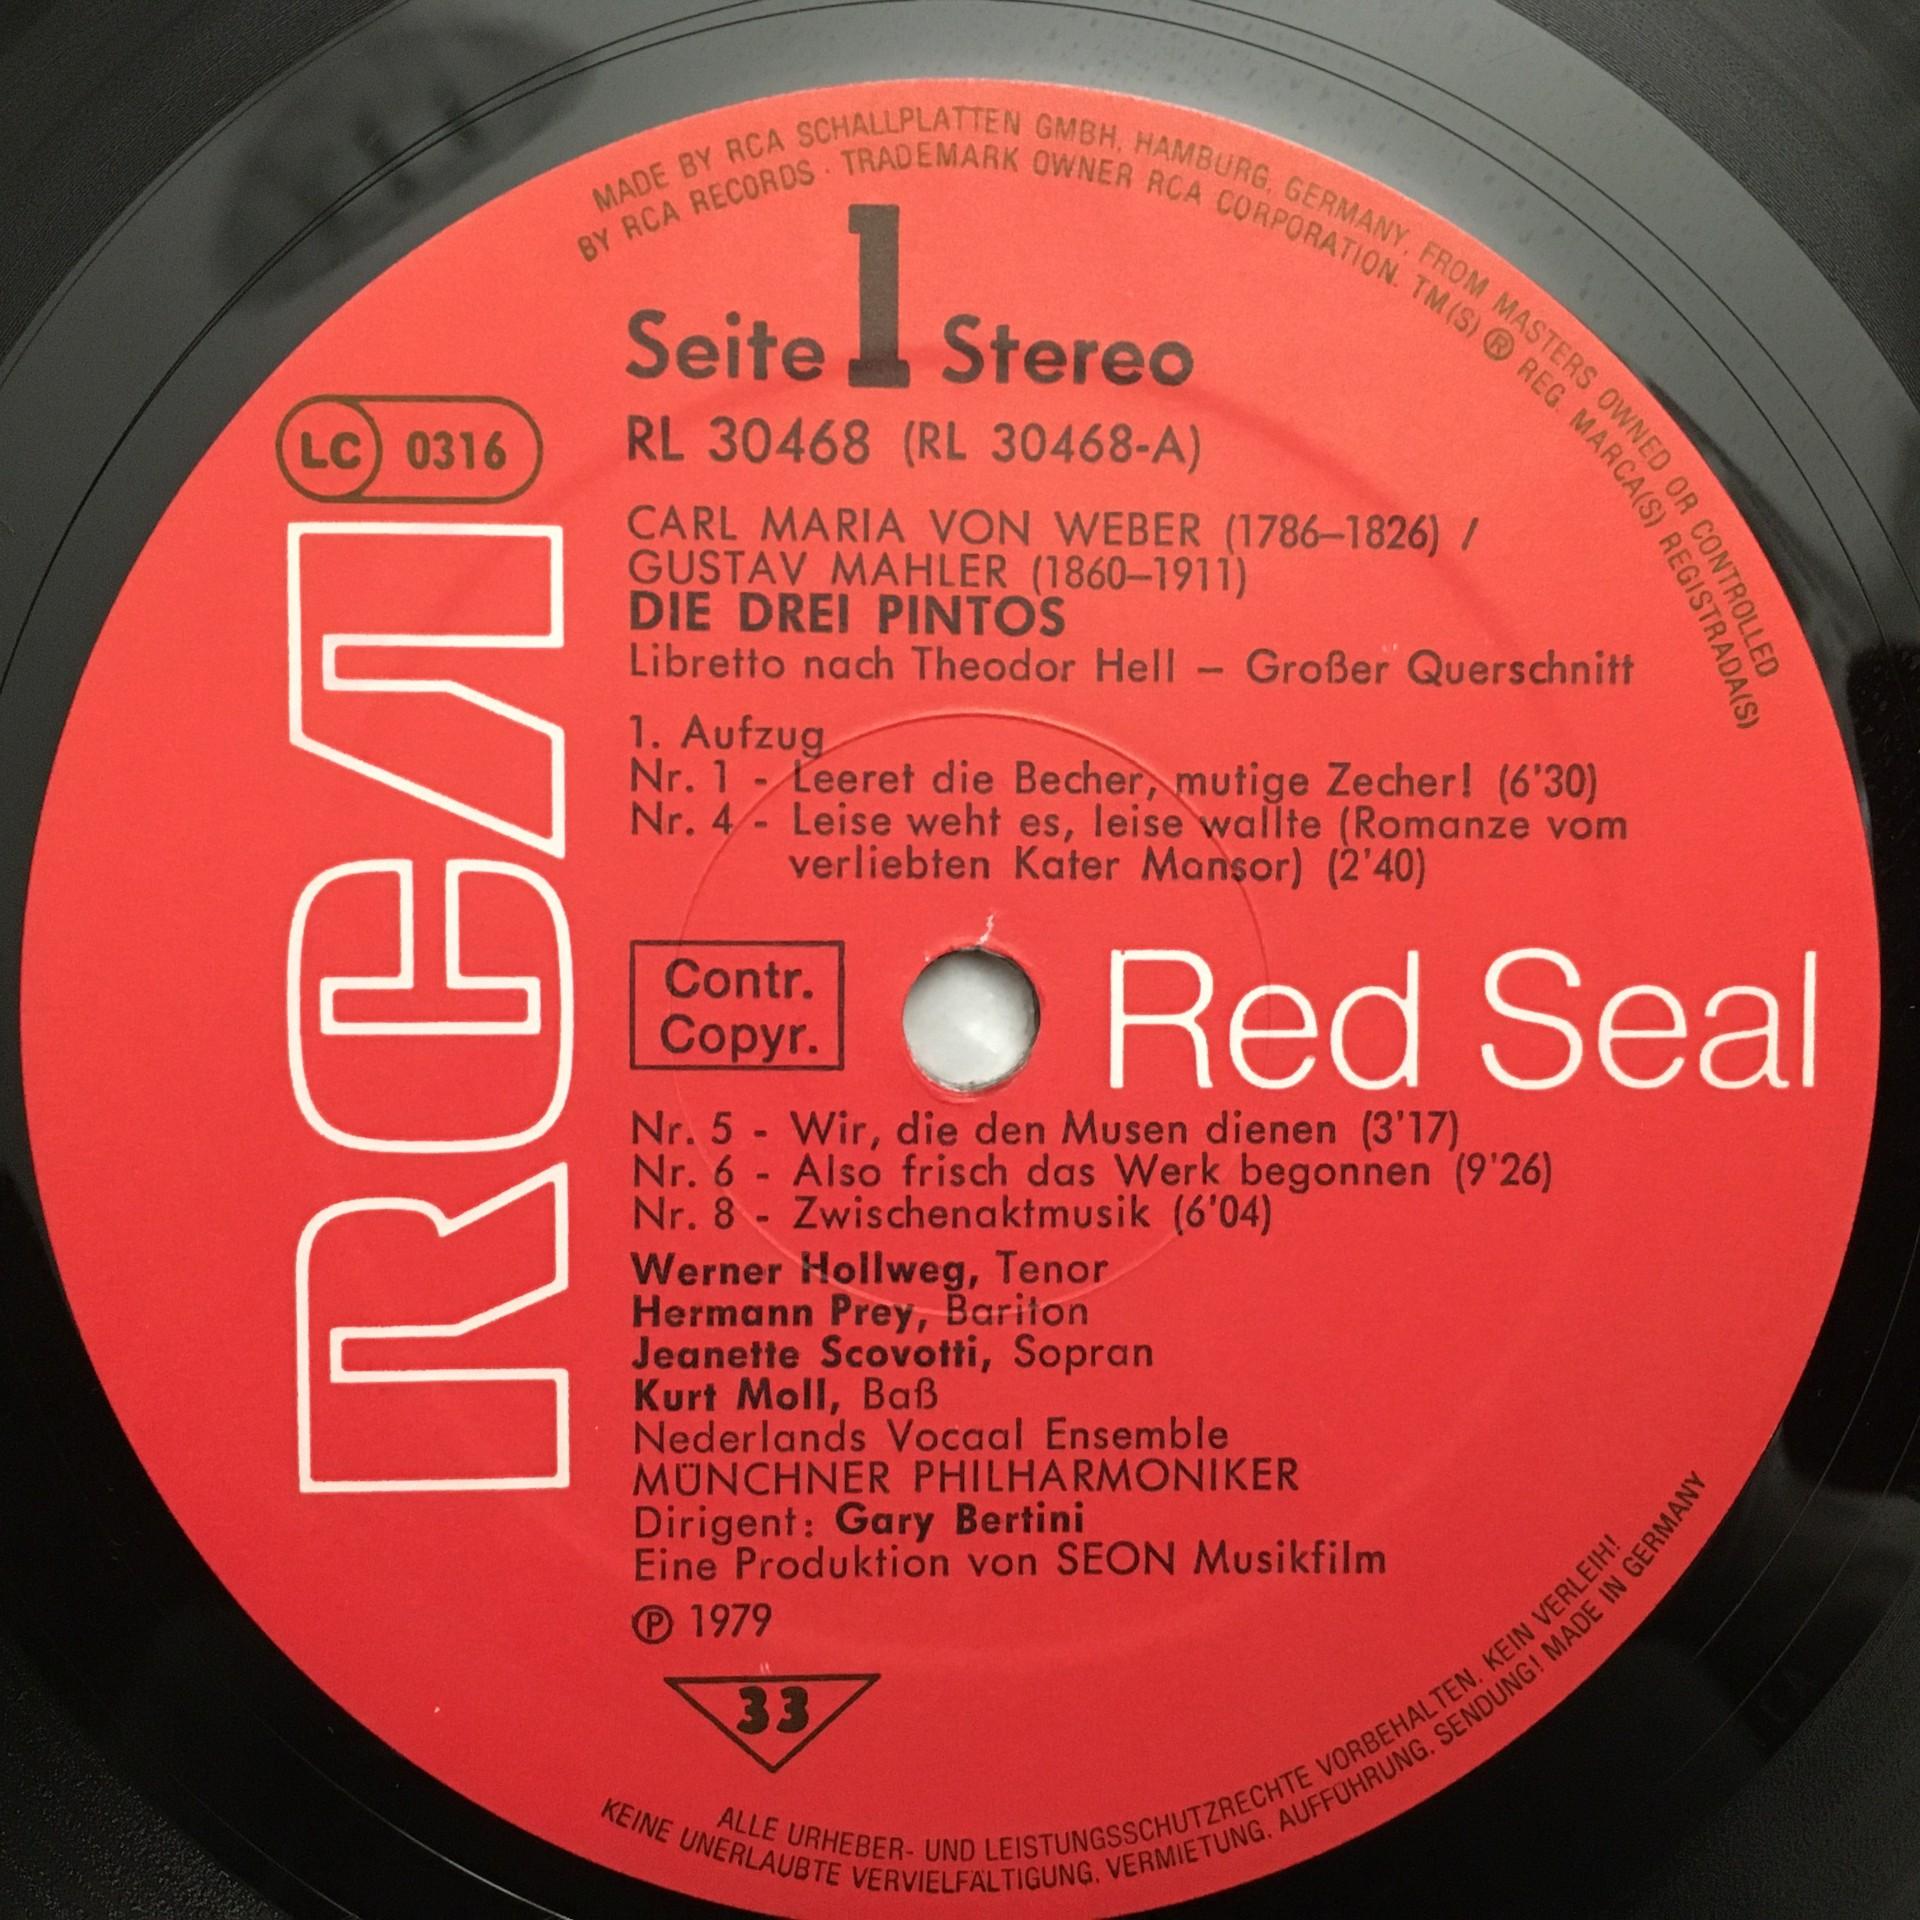 MADE BY RCA SCHALLPLATTEN GMBH, HAMBURG, GERMANY, FROM MASTERS OWNED OR CONTROLLED
BY RCA RECORDS · TRADEMARK OWNER RCA CORPORATION. TM(S) ® REG. MARCA(S) REGISTRADA(S)
Seite 1 Stereo
LC 0316
RL 30468 (RL 30468-A)
RCA
CARL MARIA VON WEBER (1786–1826) /
GUSTAV MAHLER (1860–1911)
DIE DREI PINTOS
Libretto nach Theodor Hell – Großer Querschnitt
1. Aufzug
Nr. 1 - Leeret die Becher, mutige Zecher! (6'30)
Nr. 4 - Leise weht es, leise wallte (Romanze vom
verliebten Kater Mansor) (2'40)
Contr.
Copyr.
Red Seal
Nr. 5 - Wir, die den Musen dienen (3'17)
Nr. 6 - Also frisch das Werk begonnen (9'26)
Nr. 8 - Zwischenaktmusik (6'04)
Werner Hollweg, Tenor
Hermann Prey, Bariton
Jeanette Scovotti, Sopran
Kurt Moll, Baß
Nederlands Vocaal Ensemble
MÜNCHNER PHILHARMONIKER
Dirigent: Gary Bertini
Eine Produktion von SEON Musikfilm
℗ 1979
33
ALLE URHEBER- UND LEISTUNGSSCHUTZRECHTE VORBEHALTEN. KEIN VERLEIH!
KEINE UNERLAUBTE VERVIELFÄLTIGUNG, VERMIETUNG, AUFFÜHRUNG, SENDUNG! MADE IN GERMANY